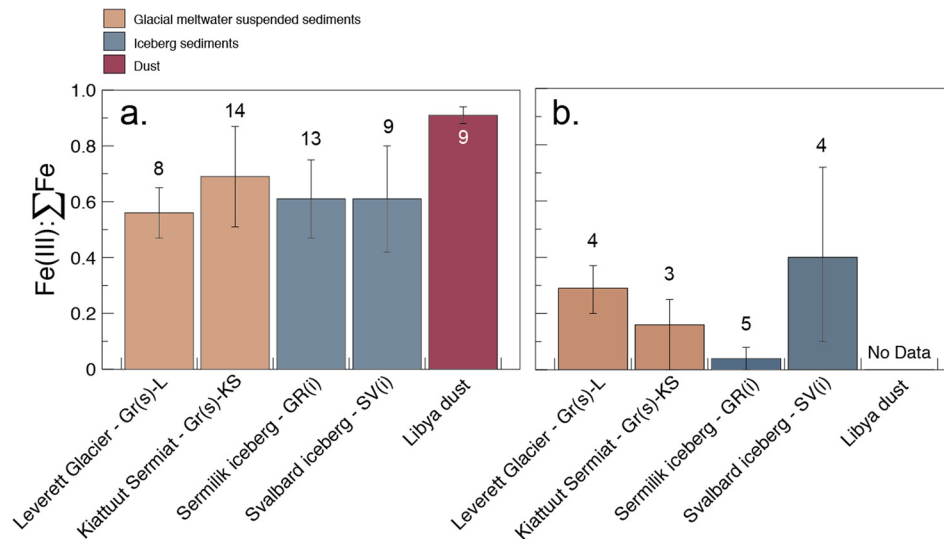 Glacial meltwater suspended sediments
Iceberg sediments
Dust
Fe(III):∑Fe
1.0
0.8
0.6
0.4
0.2
0
a.
8
14
13
9
9
Leverett Glacier - Gr(s)-L
Kiattuut Sermiat - Gr(s)-KS
Sermilik iceberg - GR(i)
Svalbard iceberg - SV(i)
Libya dust
b.
4
3
5
4
No Data
Leverett Glacier - Gr(s)-L
Kiattuut Sermiat - Gr(s)-KS
Sermilik iceberg - GR(i)
Svalbard iceberg - SV(i)
Libya dust